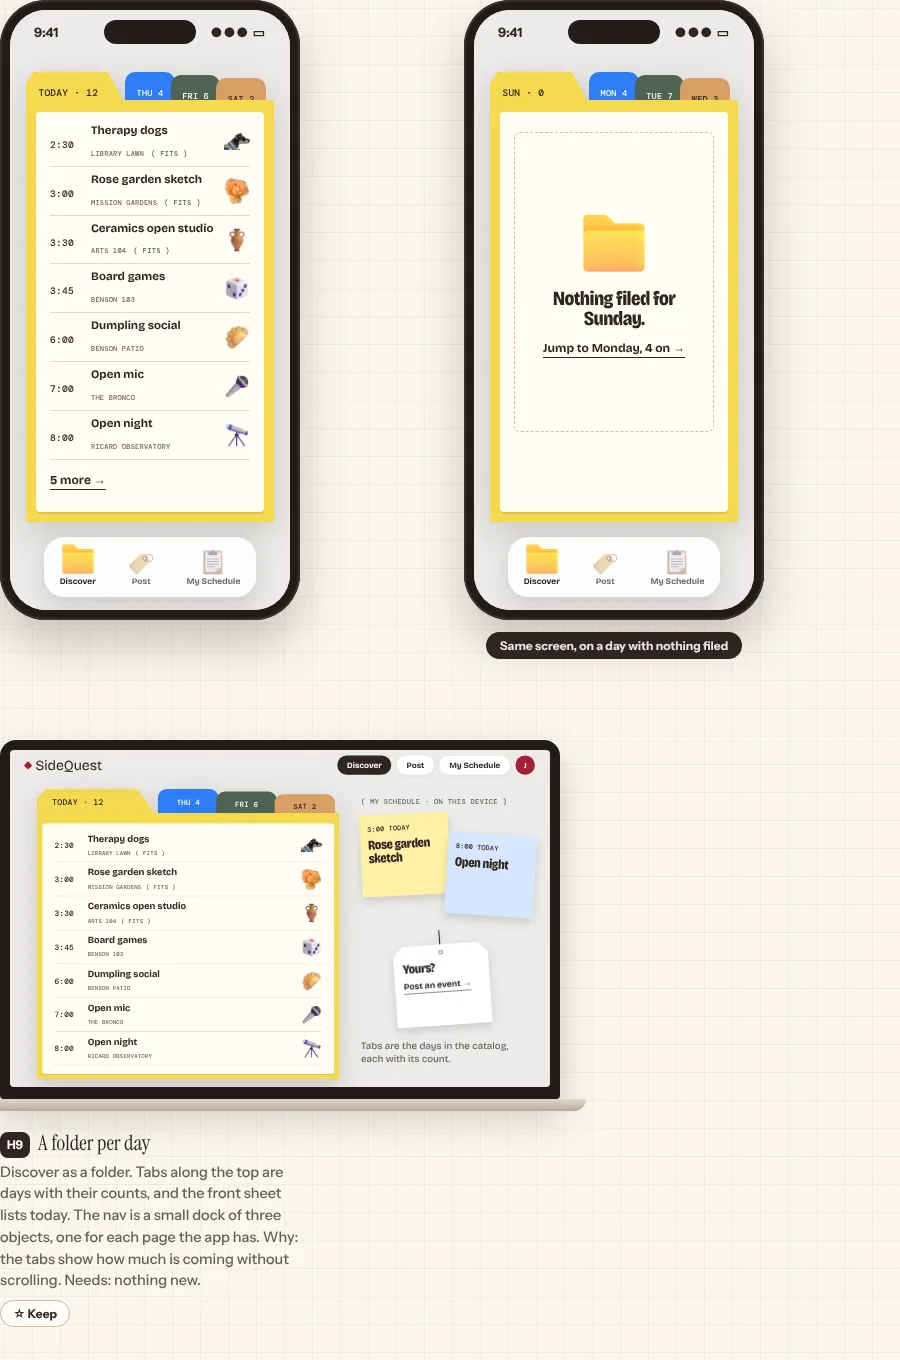 9:41
TODAY · 12
THU 4
FRI 6
SAT 2
2:30
Therapy dogs
LIBRARY LAWN ( FITS )
3:00
Rose garden sketch
MISSION GARDENS ( FITS )
3:30
Ceramics open studio
ARTS 104 ( FITS )
3:45
Board games
BENSON 103
6:00
Dumpling social
BENSON PATIO
7:00
Open mic
THE BRONCO
8:00
Open night
RICARD OBSERVATORY
5 more →
Discover
Post
My Schedule
9:41
SUN · 0
MON 4
TUE 7
WED 3
Nothing filed for
Sunday.
Jump to Monday, 4 on →
Discover
Post
My Schedule
Same screen, on a day with nothing filed
SideQuest
Discover
Post
My Schedule
J
TODAY · 12
THU 4
FRI 6
SAT 2
2:30
Therapy dogs
LIBRARY LAWN ( FITS )
3:00
Rose garden sketch
MISSION GARDENS ( FITS )
3:30
Ceramics open studio
ARTS 104 ( FITS )
3:45
Board games
BENSON 103
6:00
Dumpling social
BENSON PATIO
7:00
Open mic
THE BRONCO
8:00
Open night
RICARD OBSERVATORY
( MY SCHEDULE · ON THIS DEVICE )
3:00 TODAY
Rose garden
sketch
8:00 TODAY
Open night
Yours?
Post an event →
Tabs are the days in the catalog,
each with its count.
H9
A folder per day
Discover as a folder. Tabs along the top are
days with their counts, and the front sheet
lists today. The nav is a small dock of three
objects, one for each page the app has. Why:
the tabs show how much is coming without
scrolling. Needs: nothing new.
☆ Keep